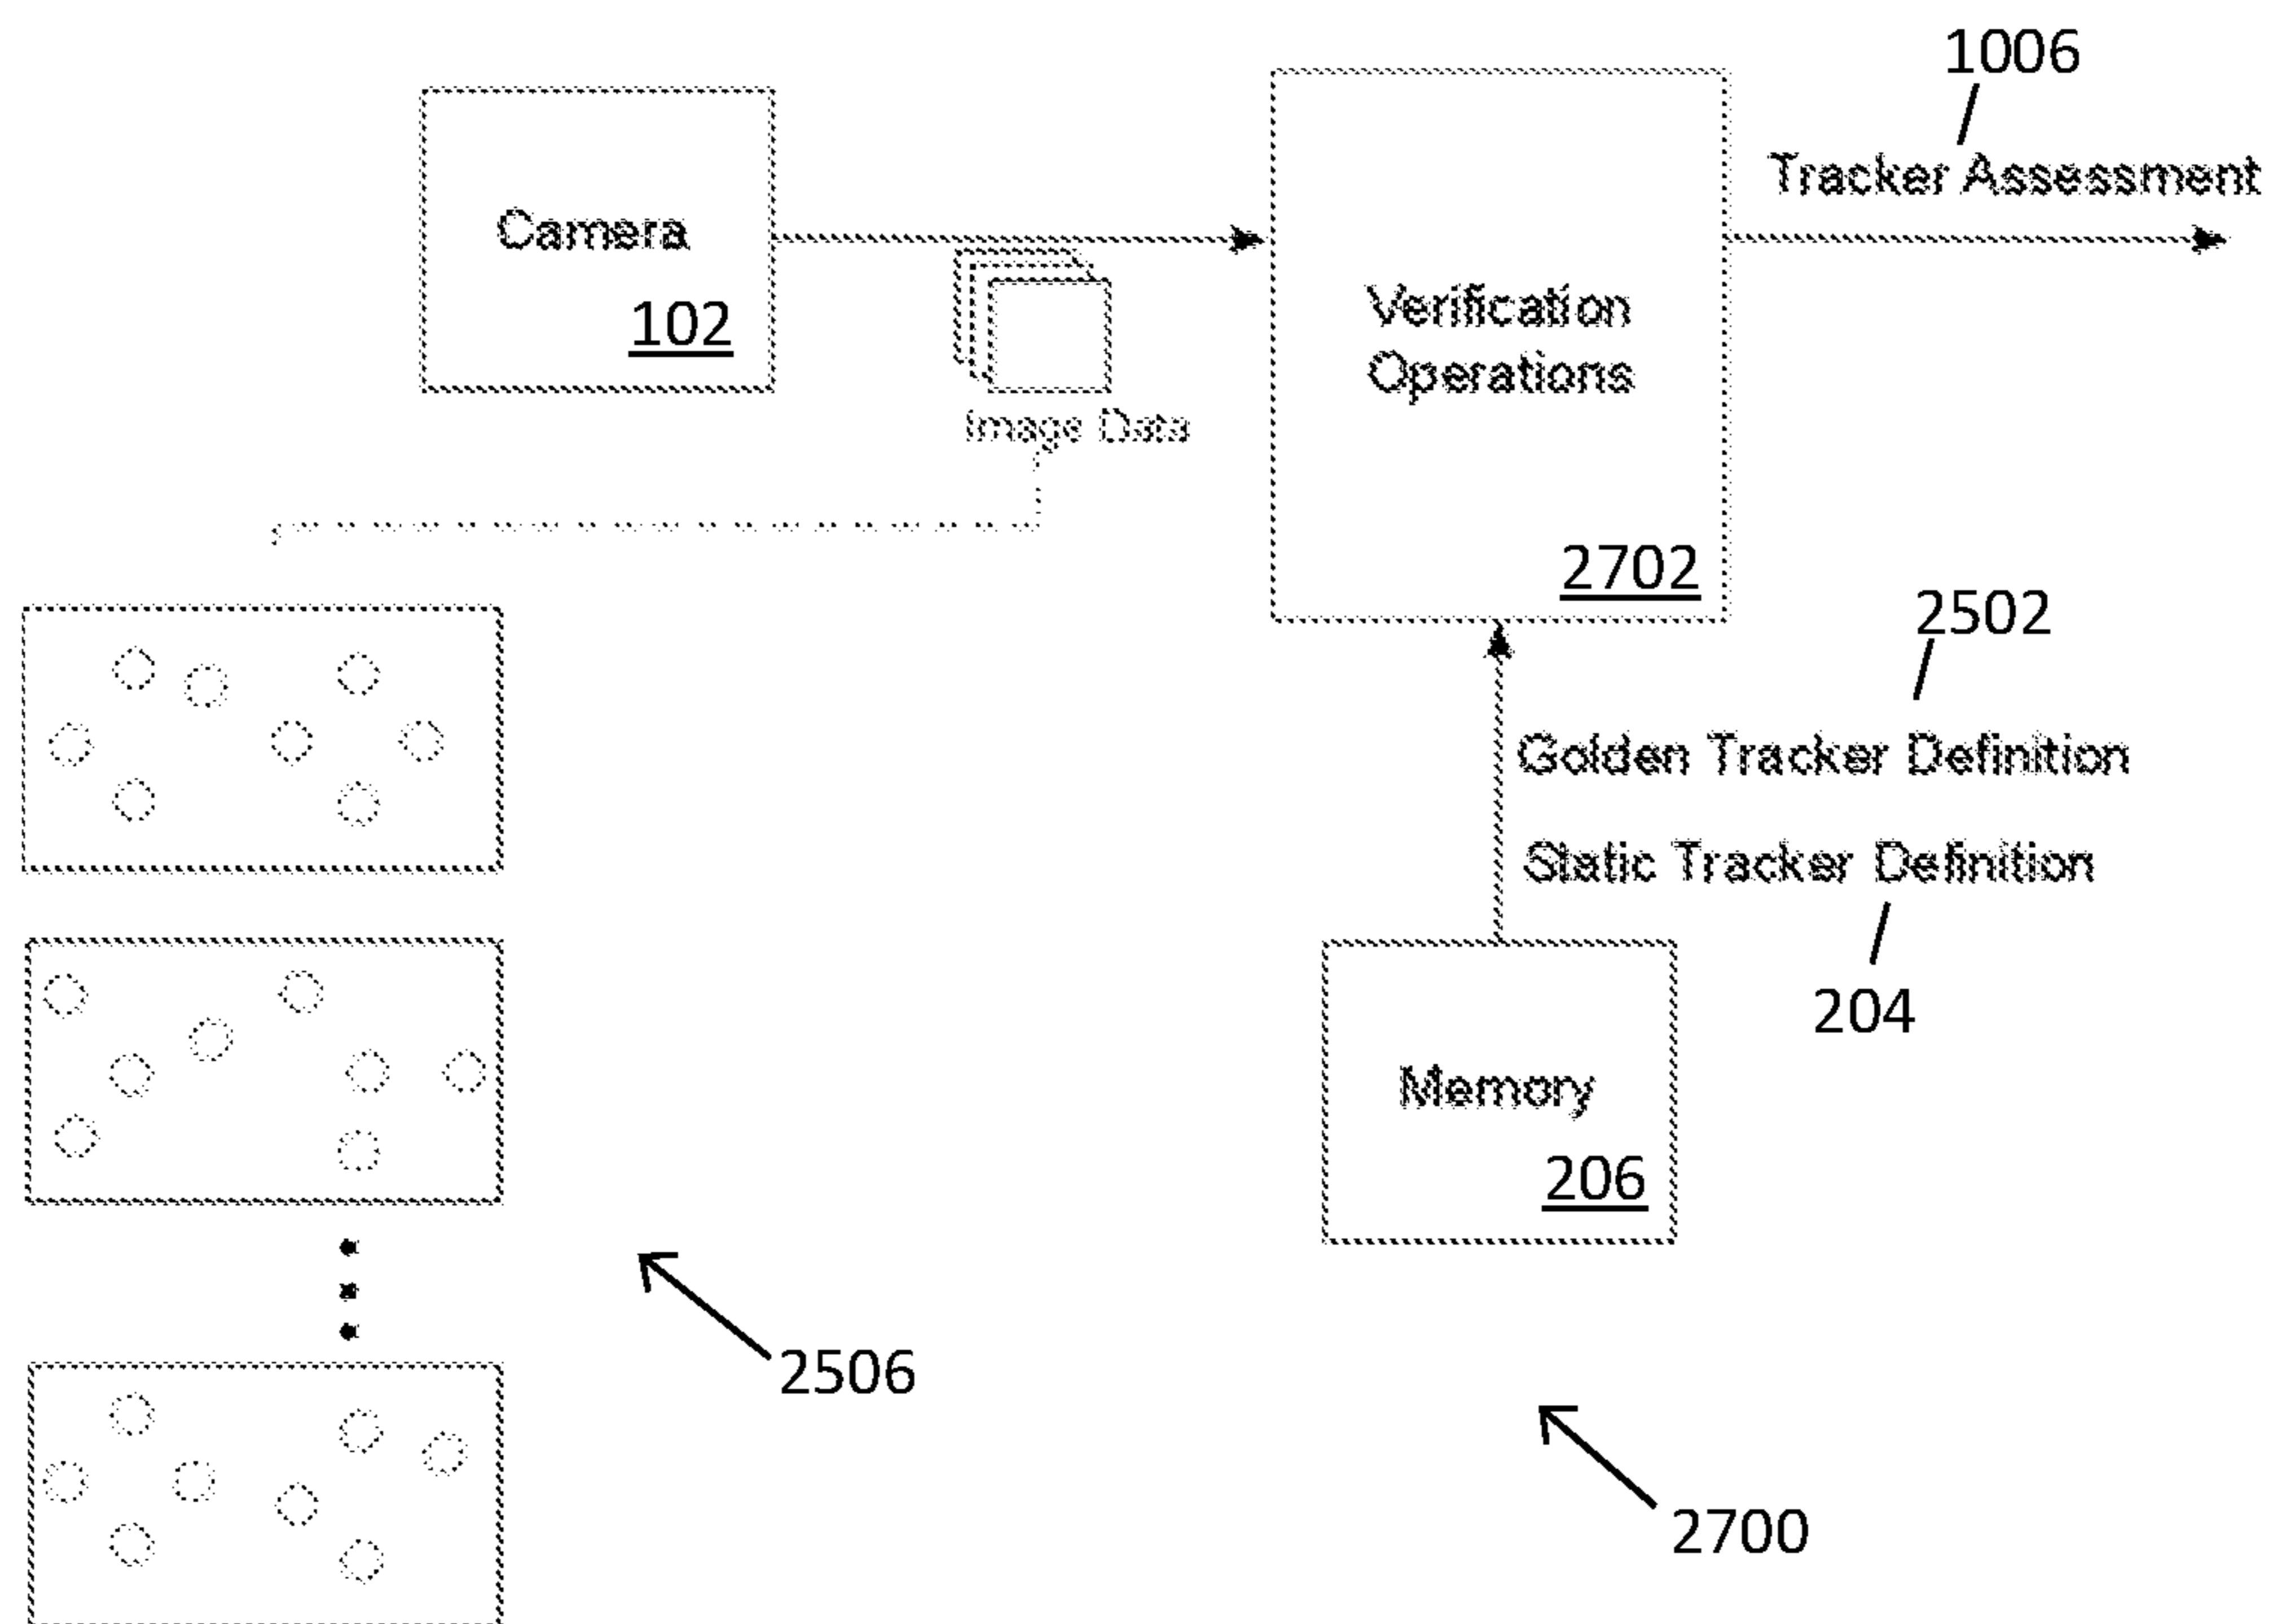 1006
Tracker Assessment
Camera
102
Image Data
Verification
Operations
2702
2502
Golden Tracker Definition
Static Tracker Definition
204
Memory
206
2506
2700